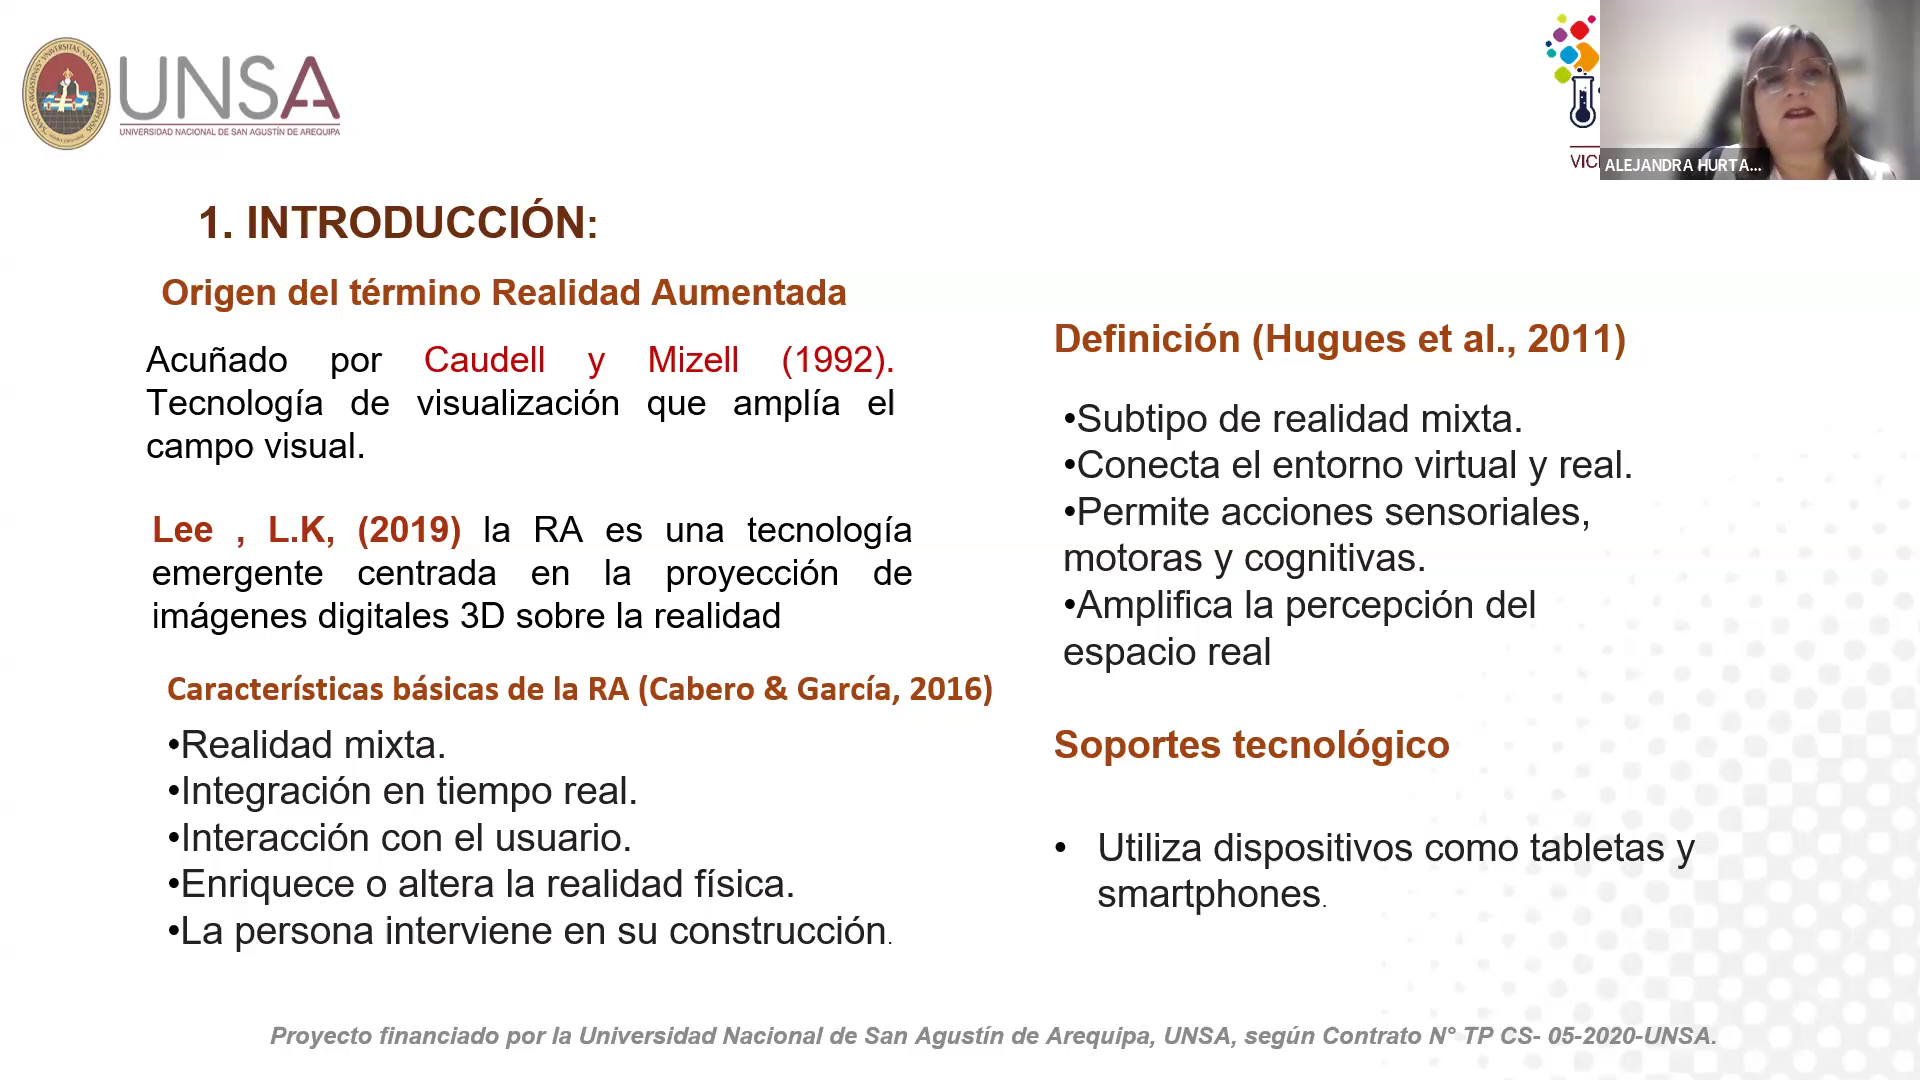 UNSA
UNIVERSIDAD NACIONAL DE SAN AGUSTÍN DE AREQUIPA
VICE
ALEJANDRA HURTA...
1. INTRODUCCIÓN:
Origen del término Realidad Aumentada
Acuñado por Caudell y Mizell (1992).
Tecnología de visualización que amplía el
campo visual.
Lee , L.K, (2019) la RA es una tecnología
emergente centrada en la proyección de
imágenes digitales 3D sobre la realidad
Características básicas de la RA (Cabero & García, 2016)
•Realidad mixta.
•Integración en tiempo real.
•Interacción con el usuario.
•Enriquece o altera la realidad física.
•La persona interviene en su construcción.
Definición (Hugues et al., 2011)
•Subtipo de realidad mixta.
•Conecta el entorno virtual y real.
•Permite acciones sensoriales,
motoras y cognitivas.
•Amplifica la percepción del
espacio real
Soportes tecnológico
• Utiliza dispositivos como tabletas y
smartphones.
Proyecto financiado por la Universidad Nacional de San Agustín de Arequipa, UNSA, según Contrato N° TP CS- 05-2020-UNSA.